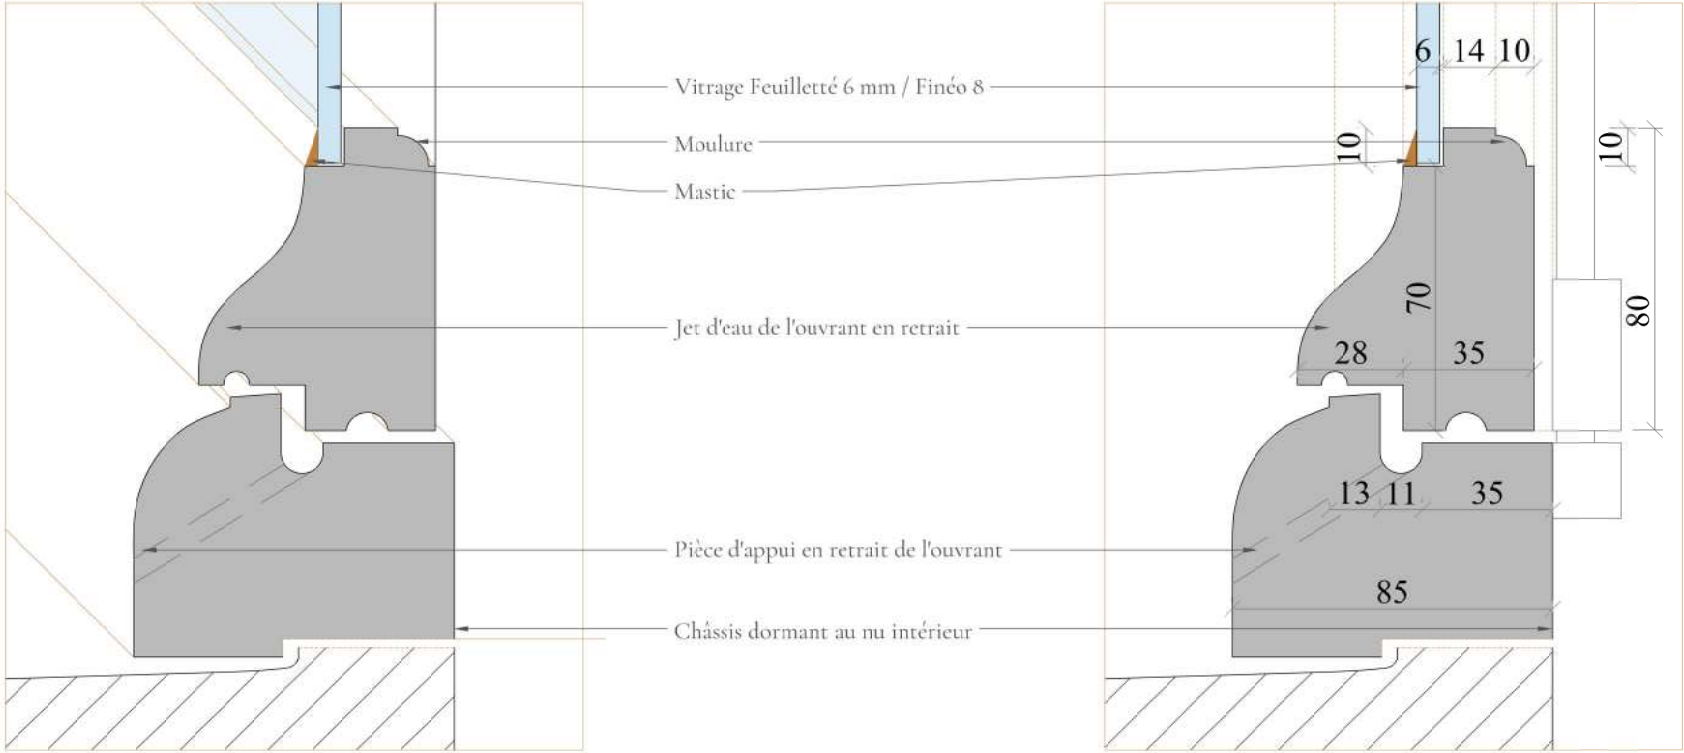 6 14 10
Vitrage Feuilletté 6 mm / Finéo 8
Moulure
10
10
Mastic
70
80
Jet d'eau de l'ouvrant en retrait
28 35
13 11 35
Pièce d'appui en retrait de l'ouvrant
85
Châssis dormant au nu intérieur